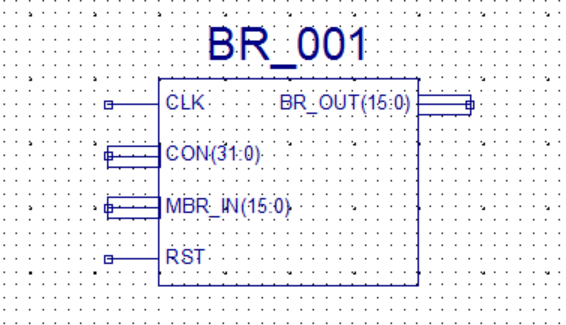 BR_001
CLK BR_OUT(15:0)
CON(31:0)
MBR_IN(15:0)
RST